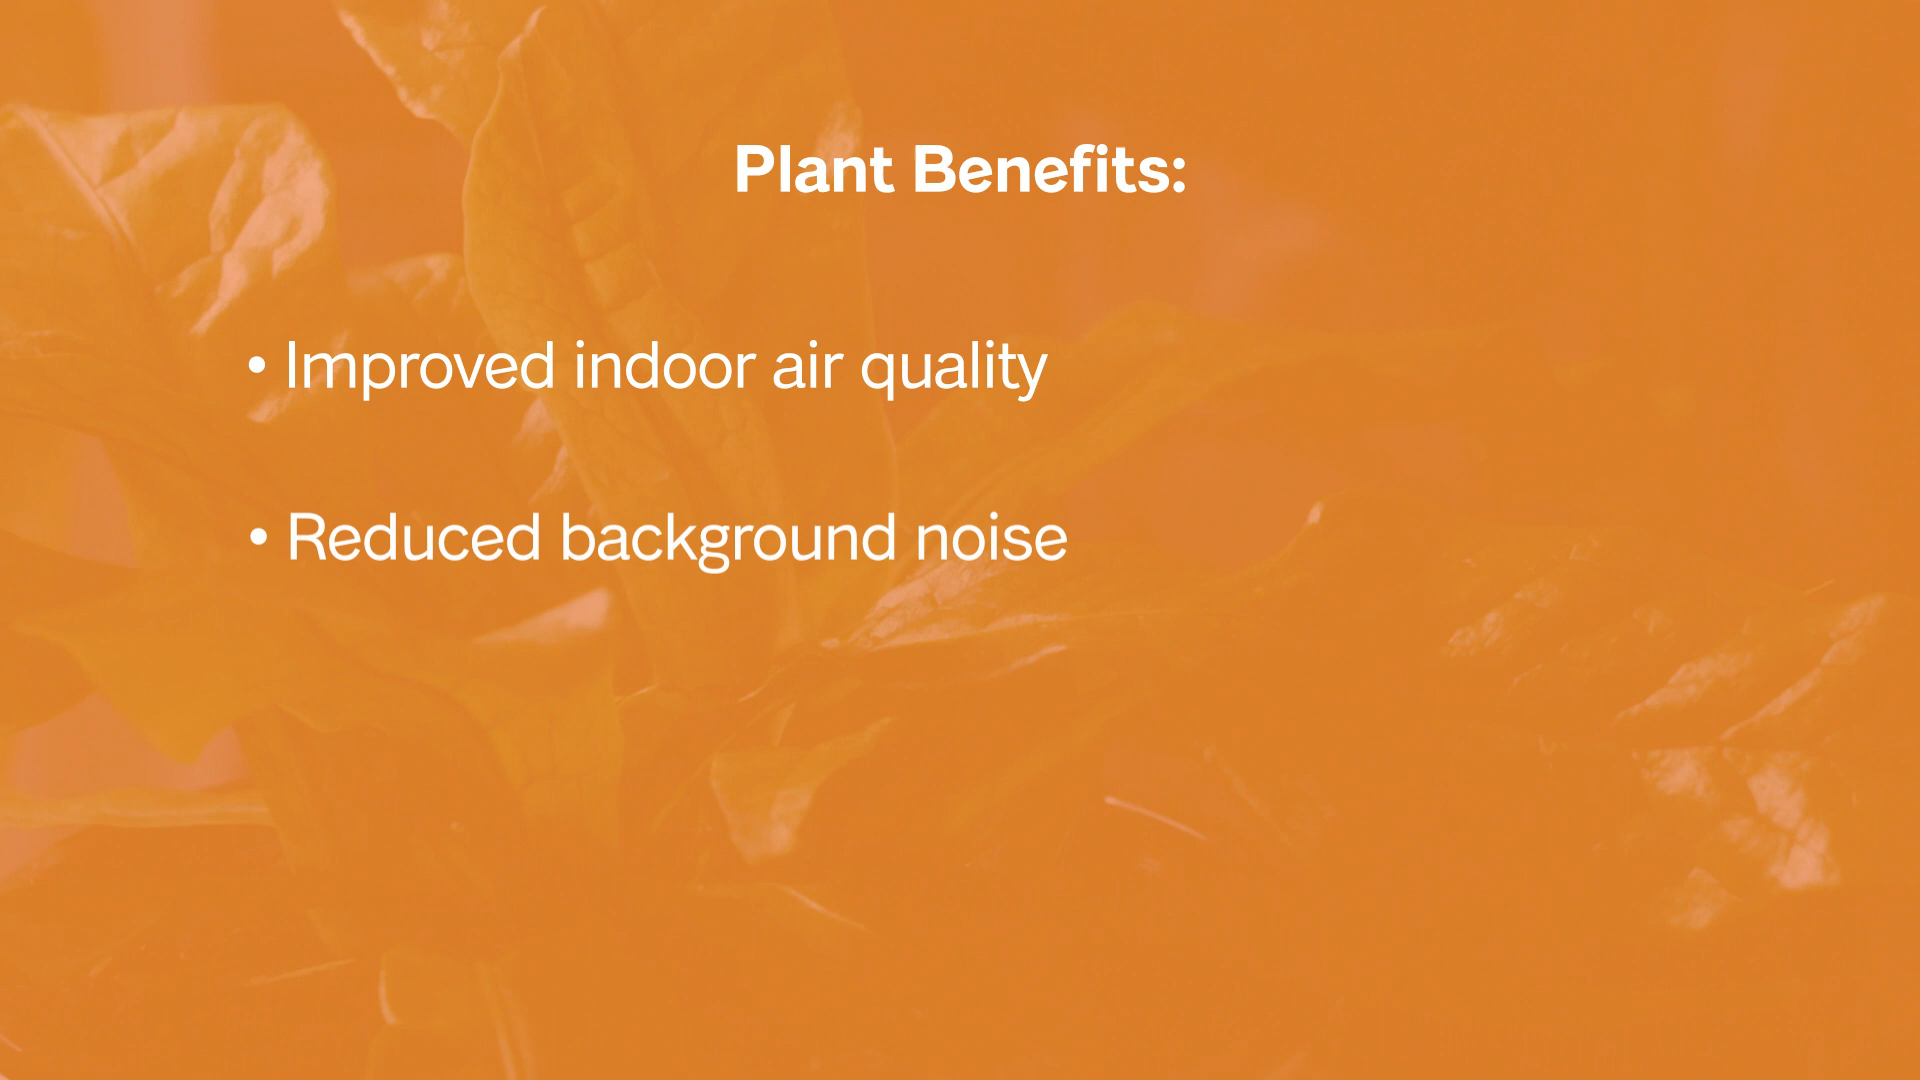 Plant Benefits:
• Improved indoor air quality
• Reduced background noise